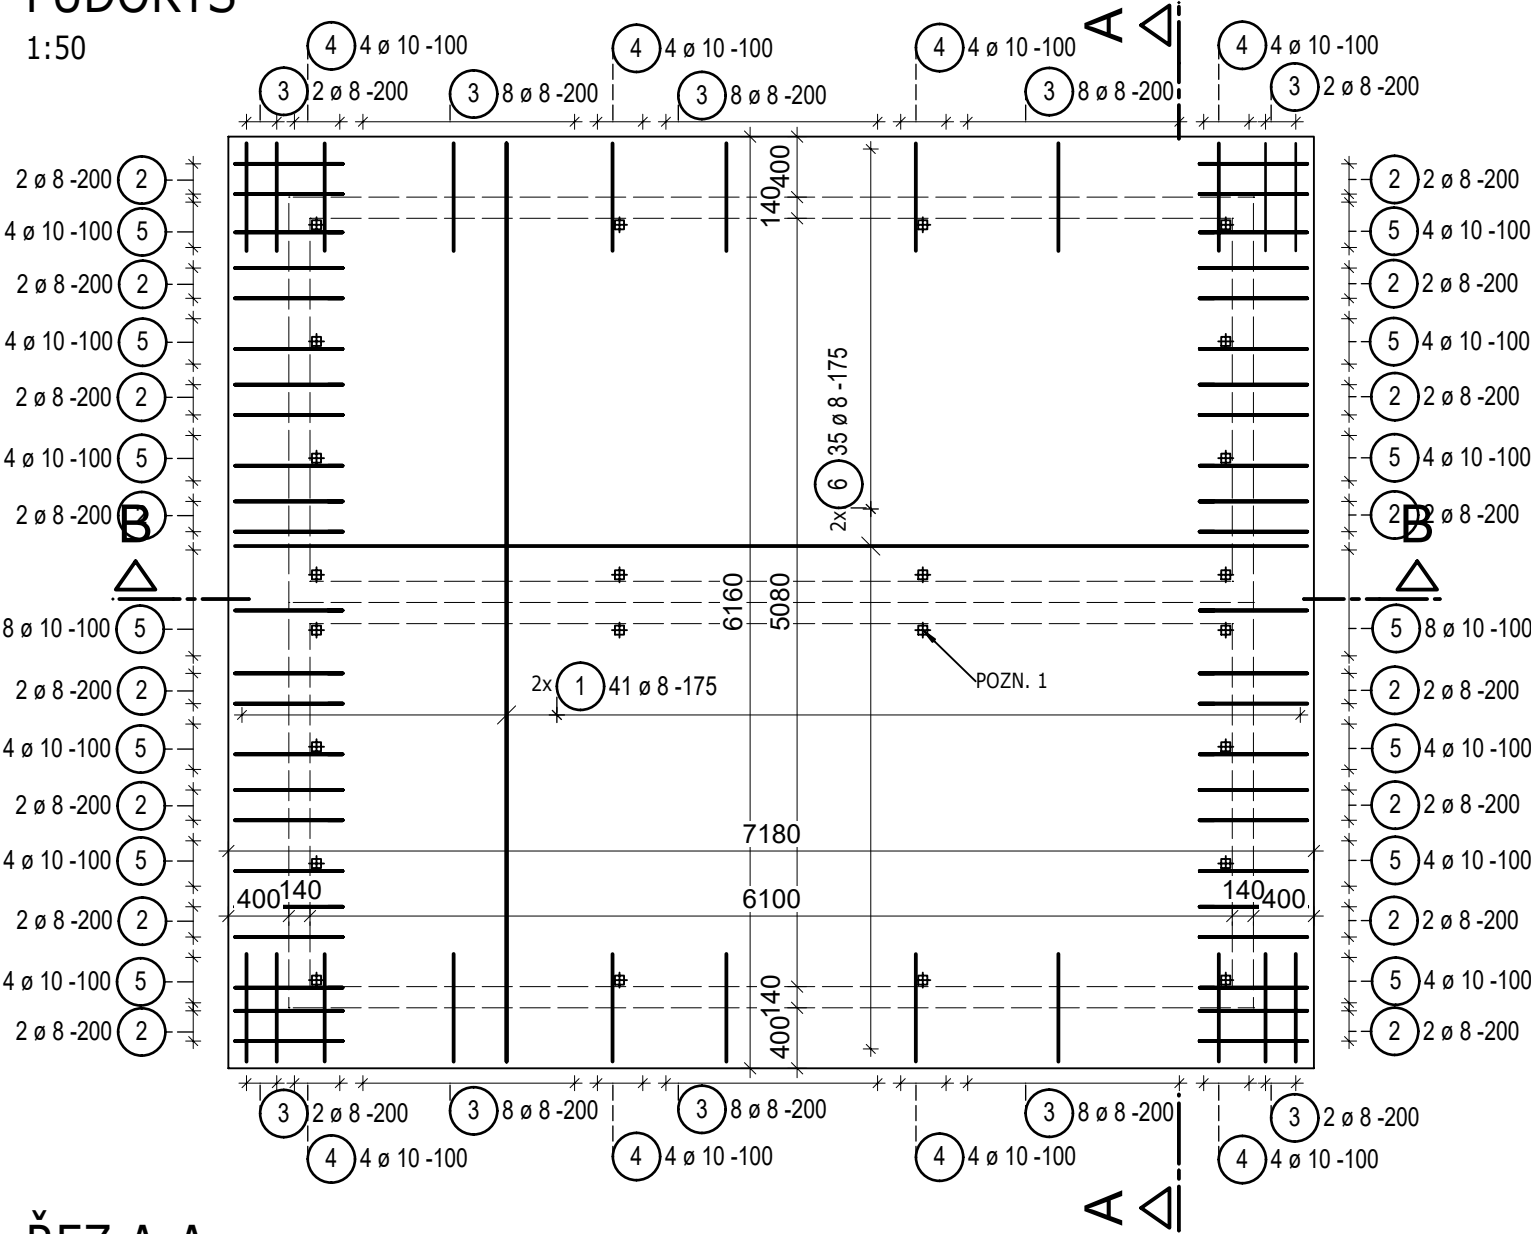 PŮDORYS
1:50
4 4 ø 10 -100
4 4 ø 10 -100
4 4 ø 10 -100
A
4 4 ø 10 -100
3 2 ø 8 -200
3 8 ø 8 -200
3 8 ø 8 -200
3 8 ø 8 -200
3 2 ø 8 -200
400
140
2 ø 8 -200 2
2 2 ø 8 -200
4 ø 10 -100 5
5 4 ø 10 -100
2 ø 8 -200 2
2 2 ø 8 -200
4 ø 10 -100 5
5 4 ø 10 -100
2 ø 8 -200 2
2 2 ø 8 -200
2x 6 35 ø 8 -175
4 ø 10 -100 5
5 4 ø 10 -100
2 ø 8 -200 2
2 2 ø 8 -200
B
B
6160
5080
8 ø 10 -100 5
5 8 ø 10 -100
2x 1 41 ø 8 -175
POZN. 1
2 ø 8 -200 2
2 2 ø 8 -200
4 ø 10 -100 5
5 4 ø 10 -100
2 ø 8 -200 2
2 2 ø 8 -200
7180
4 ø 10 -100 5
5 4 ø 10 -100
400
140
6100
140
400
2 ø 8 -200 2
2 2 ø 8 -200
4 ø 10 -100 5
5 4 ø 10 -100
140
400
2 ø 8 -200 2
2 2 ø 8 -200
3 2 ø 8 -200
3 8 ø 8 -200
3 8 ø 8 -200
3 8 ø 8 -200
3 2 ø 8 -200
4 4 ø 10 -100
4 4 ø 10 -100
4 4 ø 10 -100
4 4 ø 10 -100
A
ŘEZ A-A